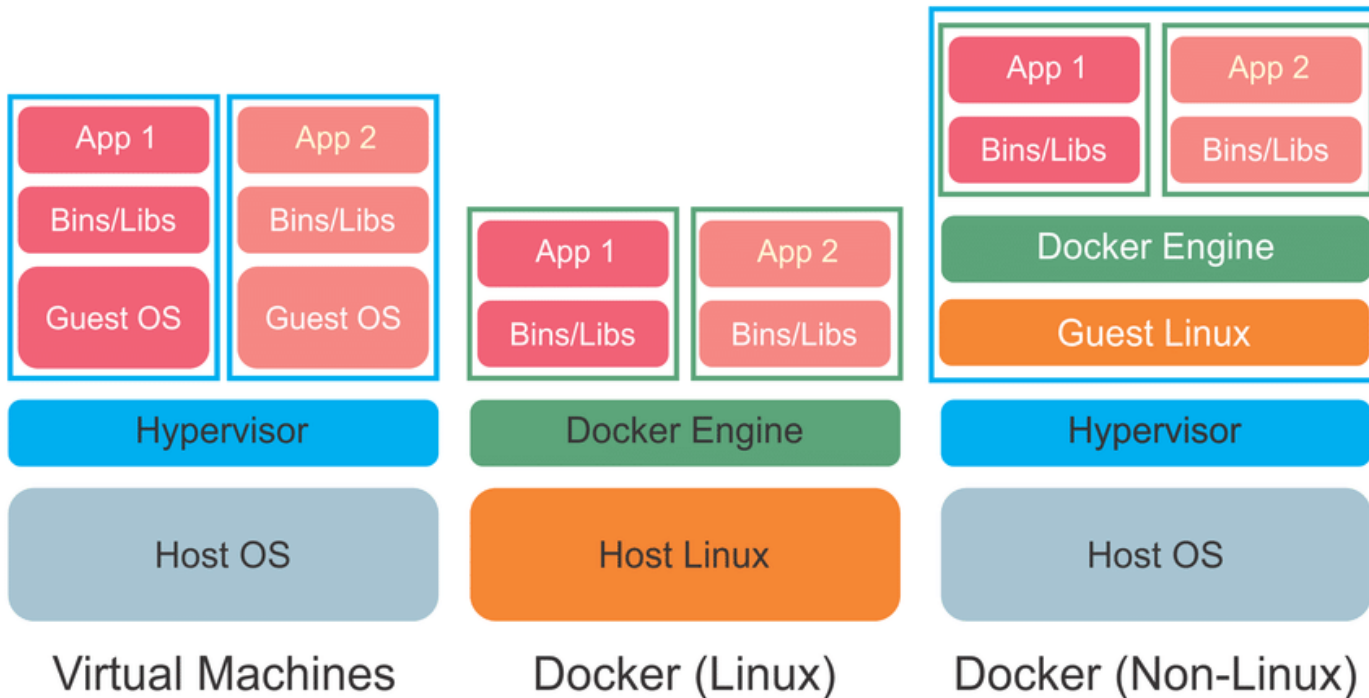 App 1
Bins/Libs
Guest OS
App 2
Bins/Libs
Guest OS
Hypervisor
Host OS
Virtual Machines
App 1
Bins/Libs
App 2
Bins/Libs
Docker Engine
Host Linux
Docker (Linux)
App 1
Bins/Libs
App 2
Bins/Libs
Docker Engine
Guest Linux
Hypervisor
Host OS
Docker (Non-Linux)